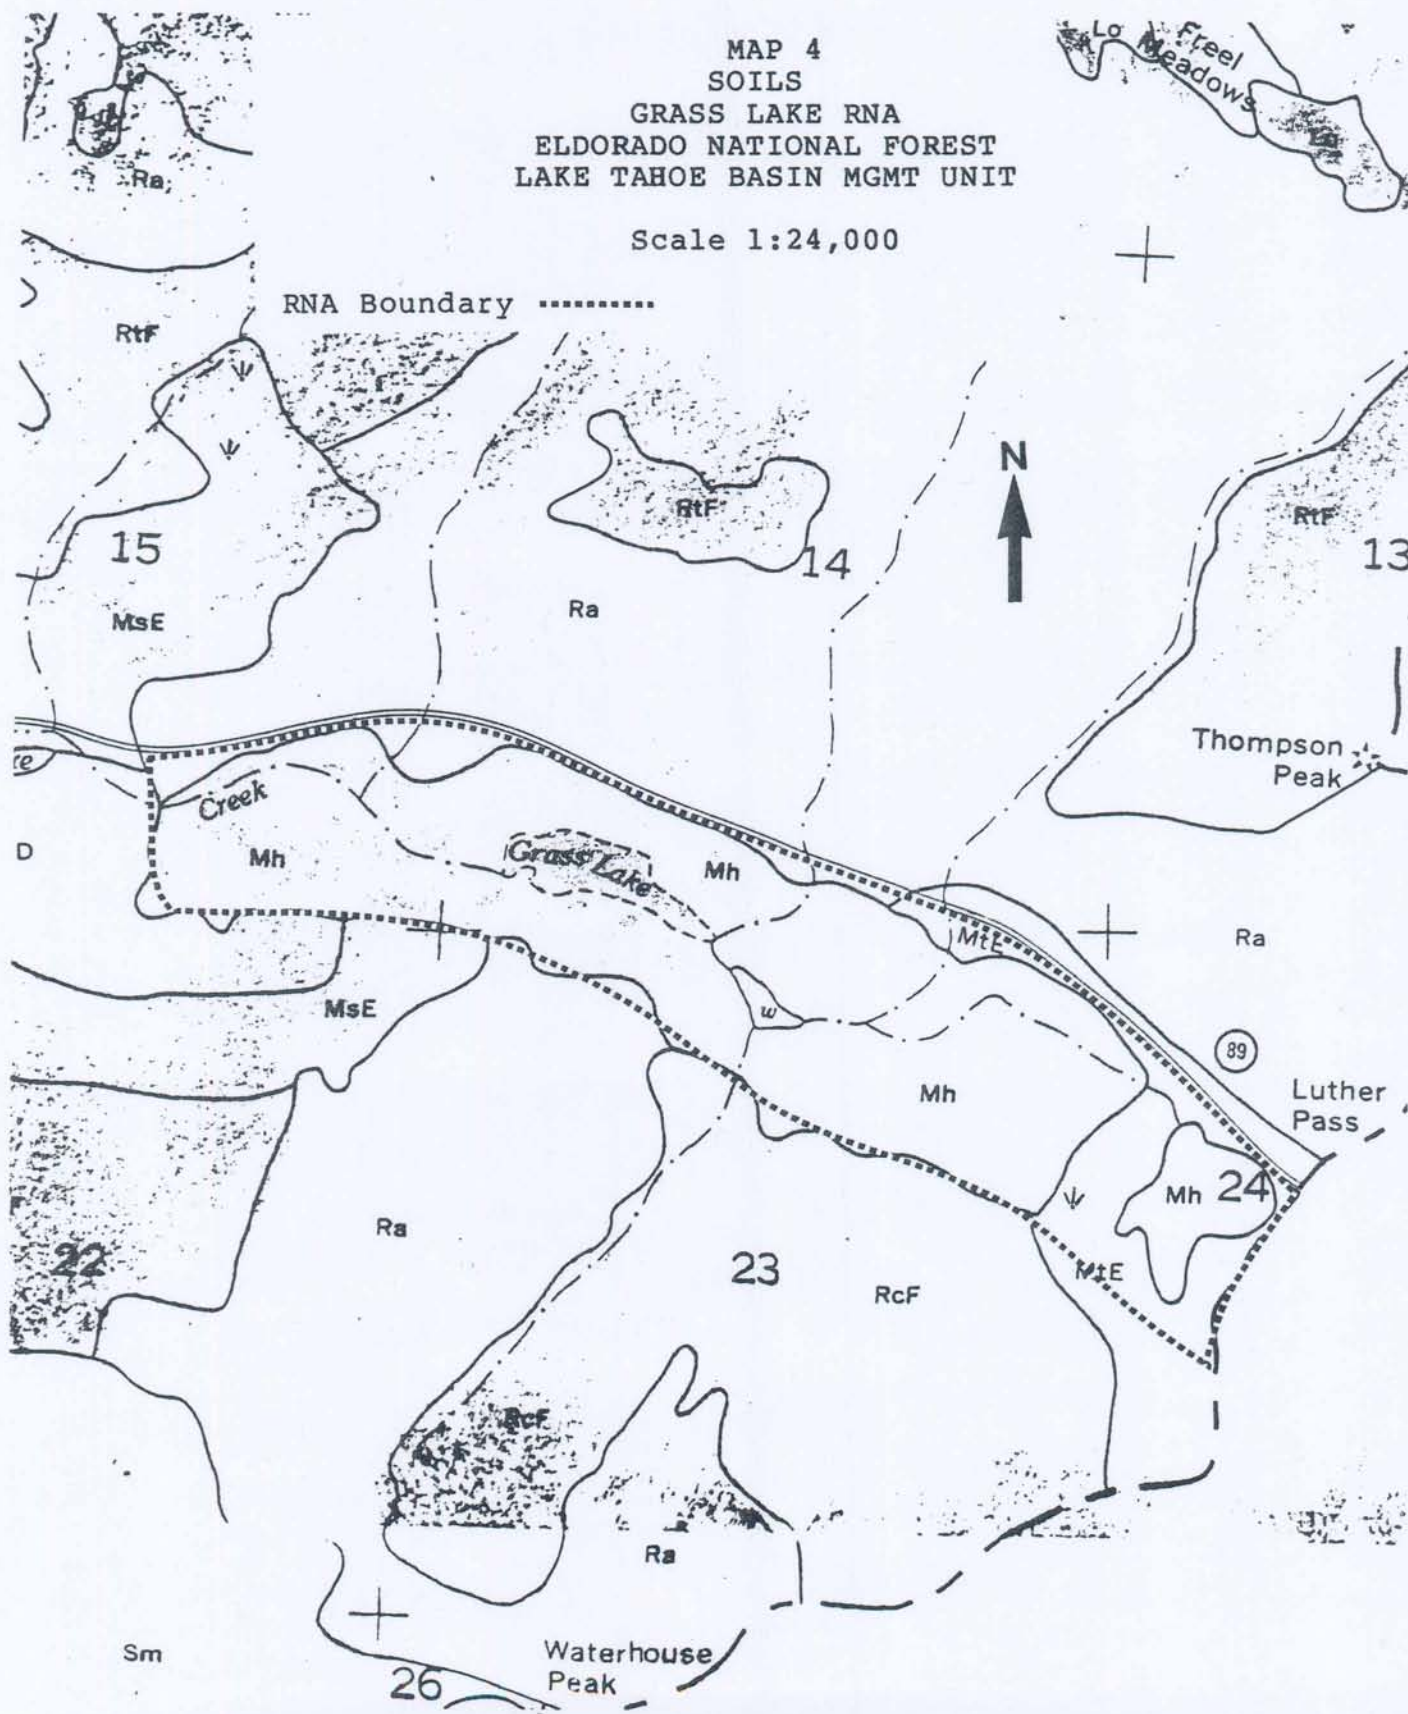 MAP 4
SOILS
GRASS LAKE RNA
ELDORADO NATIONAL FOREST
LAKE TAHOE BASIN MGMT UNIT
Scale 1:24,000
RNA Boundary
Lo
Freel
Meadows
Lo
Ra
RtF
N
RtF
RtF
15
14
13
MsE
Ra
Thompson
Peak
Creek
D
Mh
Grass Lake
Mh
MtE
Ra
MsE
w
89
Mh
Luther
Pass
Mh
24
Ra
22
23
MtE
RcF
RcF
Ra
Sm
Waterhouse
Peak
26